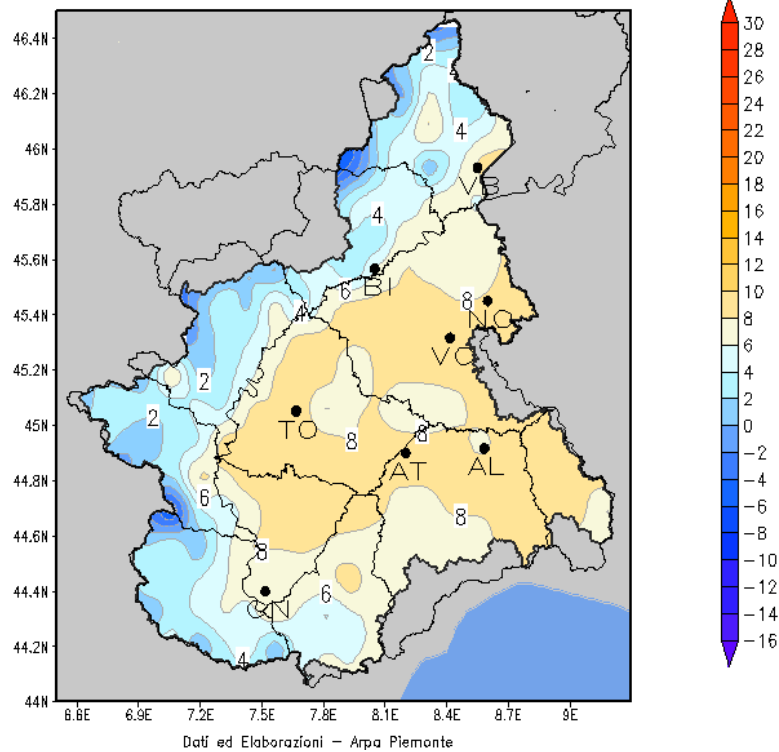 46.4N
46.2N
46N
45.8N
45.6N
45.4N
45.2N
45N
44.8N
44.6N
44.4N
44.2N
44N
6.6E 6.9E 7.2E 7.5E 7.8E 8.1E 8.4E 8.7E 9E
2
4
VB
4
6 BI
8
NO
4
VC
2
2
TO 8 8
AT AL
6
8
8
6
CN
4
30
28
26
24
22
20
18
16
14
12
10
8
6
4
2
0
-2
-4
-6
-8
-10
-12
-14
-16
Dati ed Elaborazioni - Arpa Piemonte